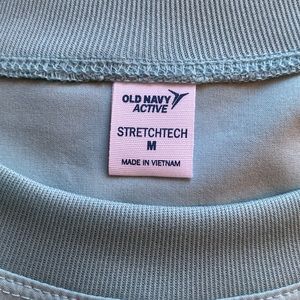 OLD NAVY
ACTIVE
STRETCHTECH
M
MADE IN VIETNAM